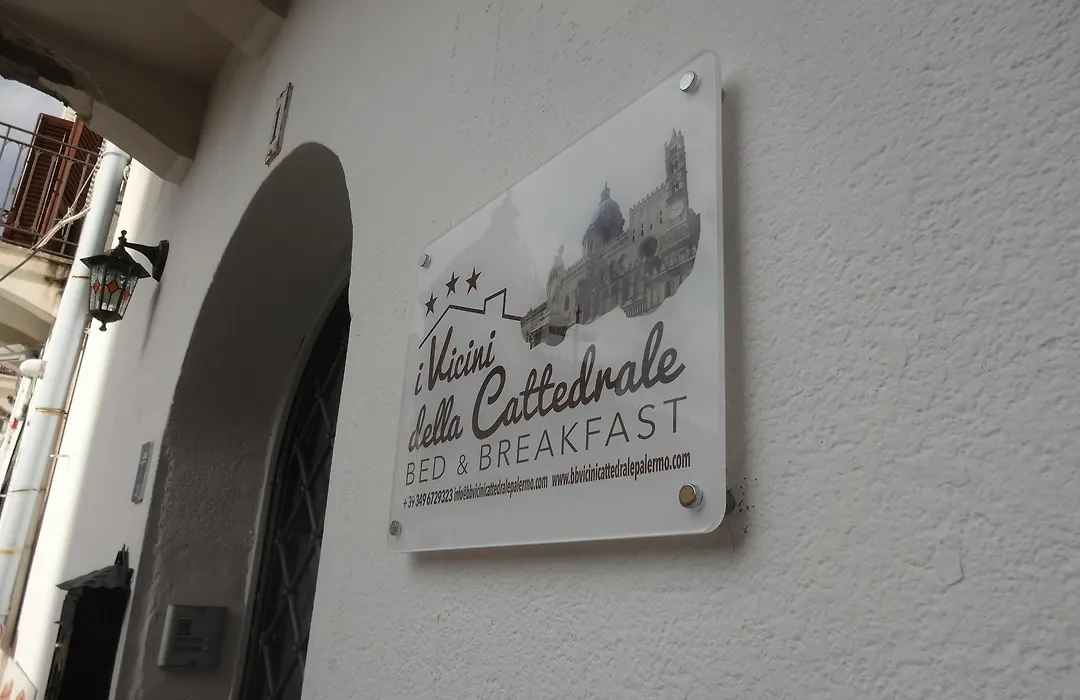 i Vicini
della Cattedrale
BED & BREAKFAST
+39 349 6729323 info@bbvicinicattedralepalermo.com www.bbvicinicattedralepalermo.com